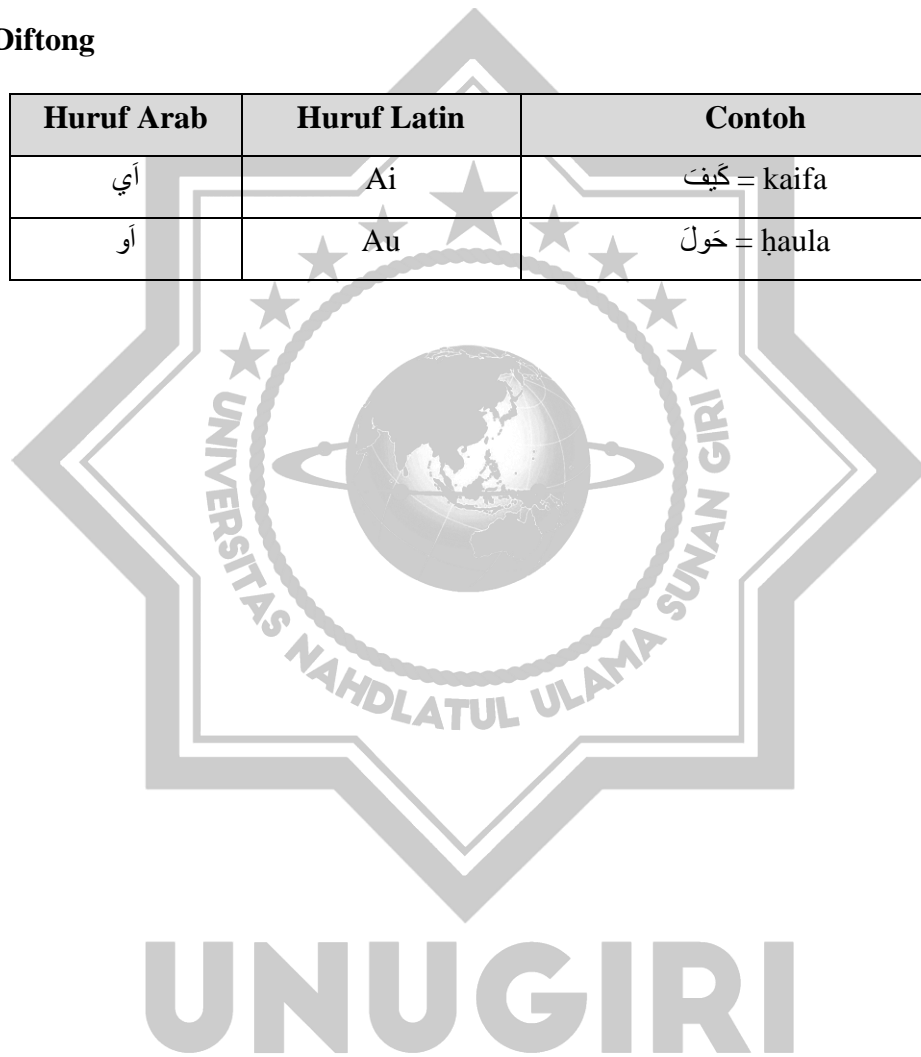 Diftong
Huruf Arab Huruf Latin Contoh
اَي Ai كَيفَ = kaifa
اَو Au حَولَ = ḥaula
UNIVERSITAS NAHDLATUL ULAMA SUNAN GIRI
UNUGIRI